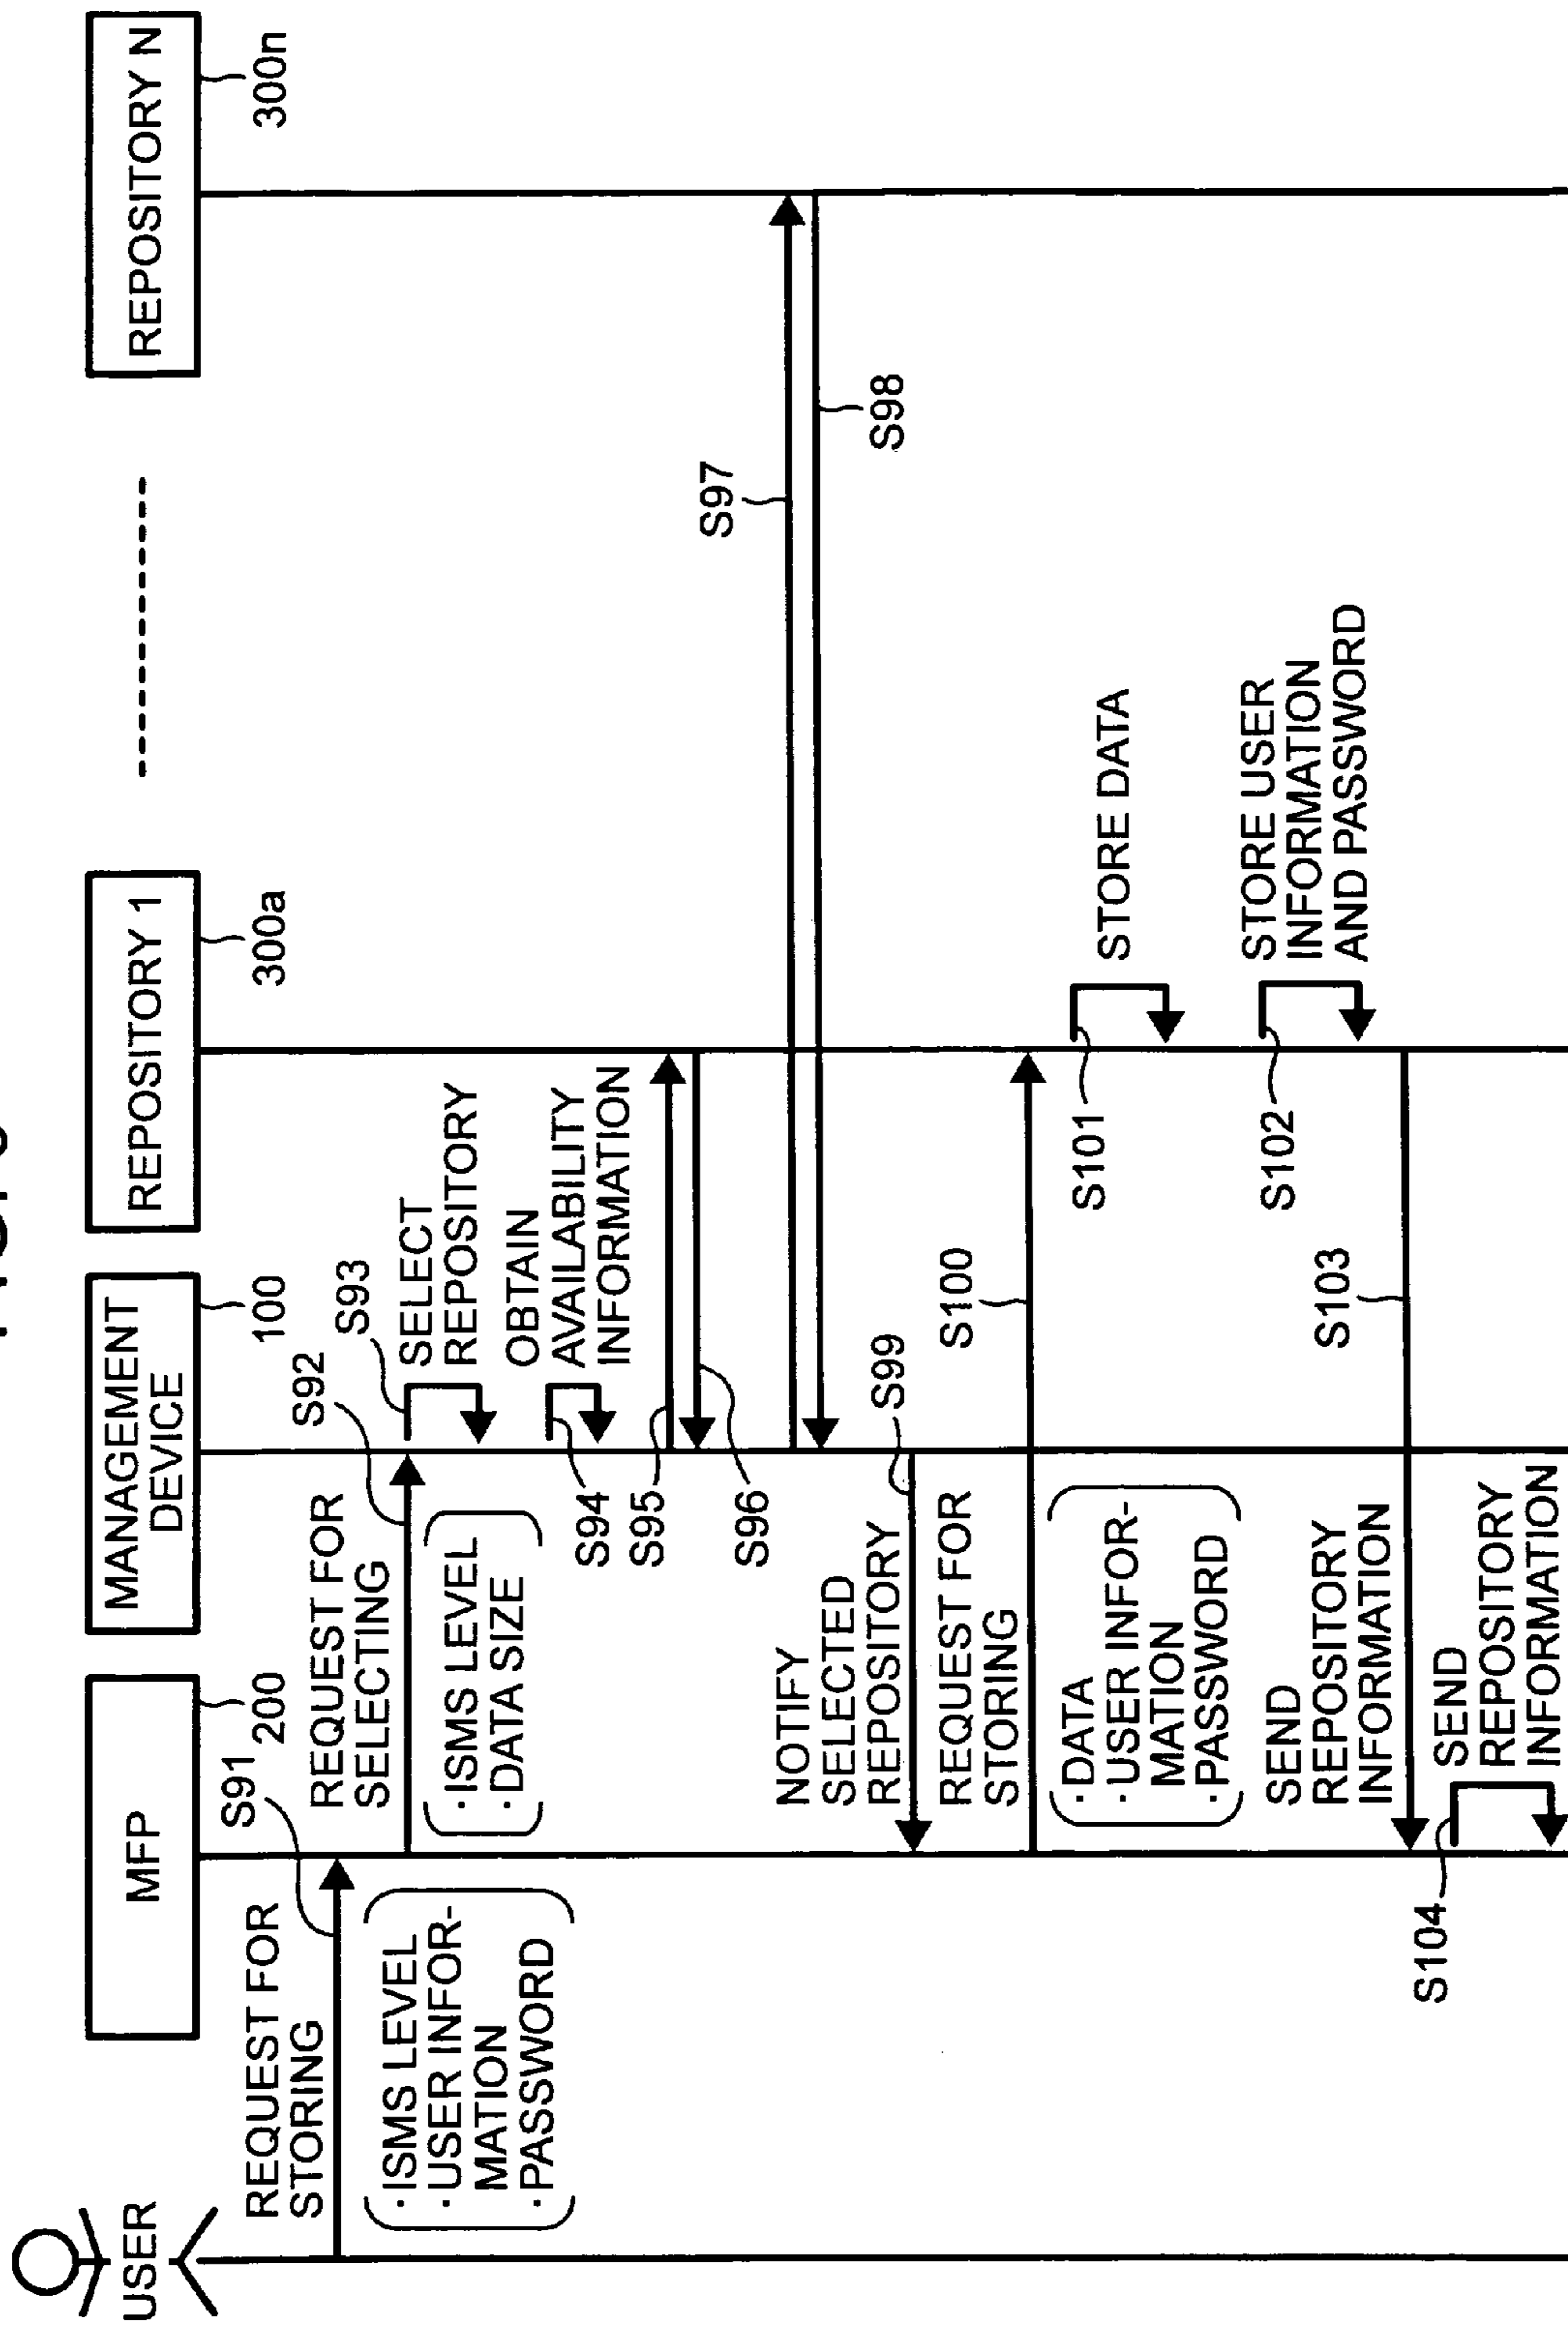 USER
MFP
200
MANAGEMENT
DEVICE
100
REPOSITORY 1
300a
REPOSITORY N
300n
REQUEST FOR
STORING
S91
· ISMS LEVEL
· USER INFOR-
MATION
· PASSWORD
REQUEST FOR
SELECTING
S92
· ISMS LEVEL
· DATA SIZE
S93
SELECT
REPOSITORY
S94
OBTAIN
AVAILABILITY
INFORMATION
S95
S96
S97
S98
NOTIFY
SELECTED
REPOSITORY
S99
REQUEST FOR
STORING
S100
· DATA
· USER INFOR-
MATION
· PASSWORD
S101
STORE DATA
S102
STORE USER
INFORMATION
AND PASSWORD
SEND
REPOSITORY
INFORMATION
S103
S104
SEND
REPOSITORY
INFORMATION